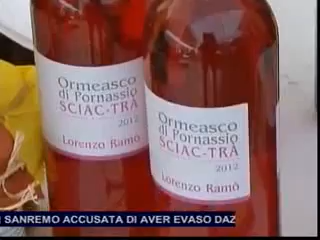 Ormeasco
di Pornassio
SCIAC-TRÀ
2012
Lorenzo Ramò
Ormeasco
di Pornassio
SCIAC-TRÀ
2012
Lorenzo Ramò
SANREMO ACCUSATA DI AVER EVASO DAZ